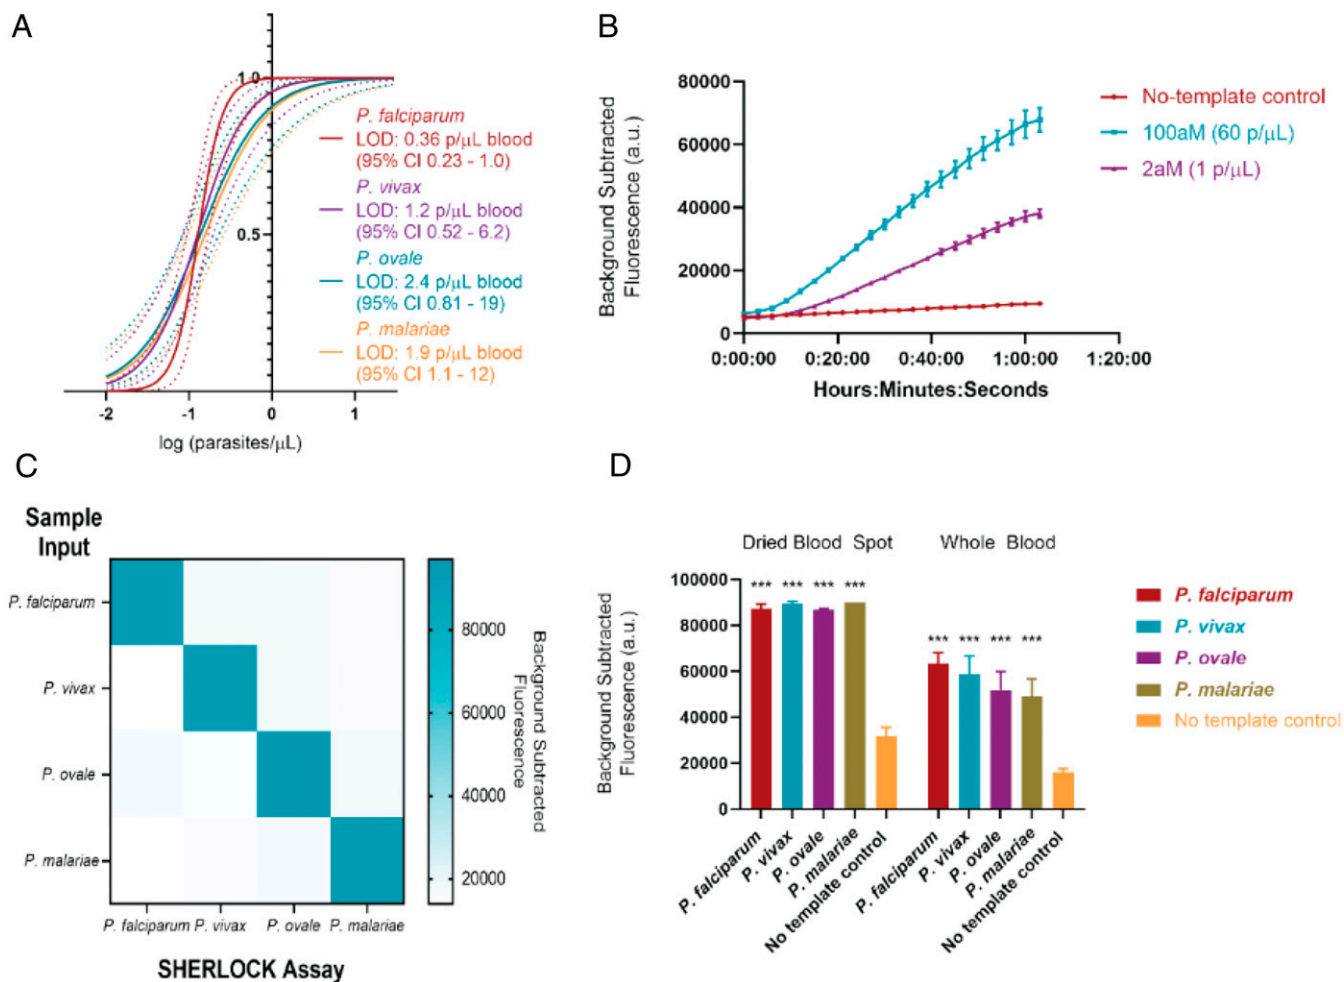 A
1.0
0.5
P. falciparum
LOD: 0.36 p/μL blood
(95% CI 0.23 - 1.0)
P. vivax
LOD: 1.2 p/μL blood
(95% CI 0.52 - 6.2)
P. ovale
LOD: 2.4 p/μL blood
(95% CI 0.81 - 19)
P. malariae
LOD: 1.9 p/μL blood
(95% CI 1.1 - 12)
-2 -1 0 1
log (parasites/μL)
B
Background Subtracted
Fluorescence (a.u.)
80000
60000
40000
20000
0
0:00:00 0:20:00 0:40:00 1:00:00 1:20:00
Hours:Minutes:Seconds
No-template control
100aM (60 p/μL)
2aM (1 p/μL)
C
Sample
Input
P. falciparum
P. vivax
P. ovale
P. malariae
P. falciparum P. vivax P. ovale P. malariae
SHERLOCK Assay
80000
60000
40000
20000
Background Subtracted
Fluorescence
D
Dried Blood Spot Whole Blood
Background Subtracted
Fluorescence (a.u.)
100000
80000
60000
40000
20000
0
*** *** *** ***
*** *** *** ***
P. falciparum
P. vivax
P. ovale
P. malariae
No template control
P. falciparum
P. vivax
P. ovale
P. malariae
No template control
P. falciparum
P. vivax
P. ovale
P. malariae
No template control